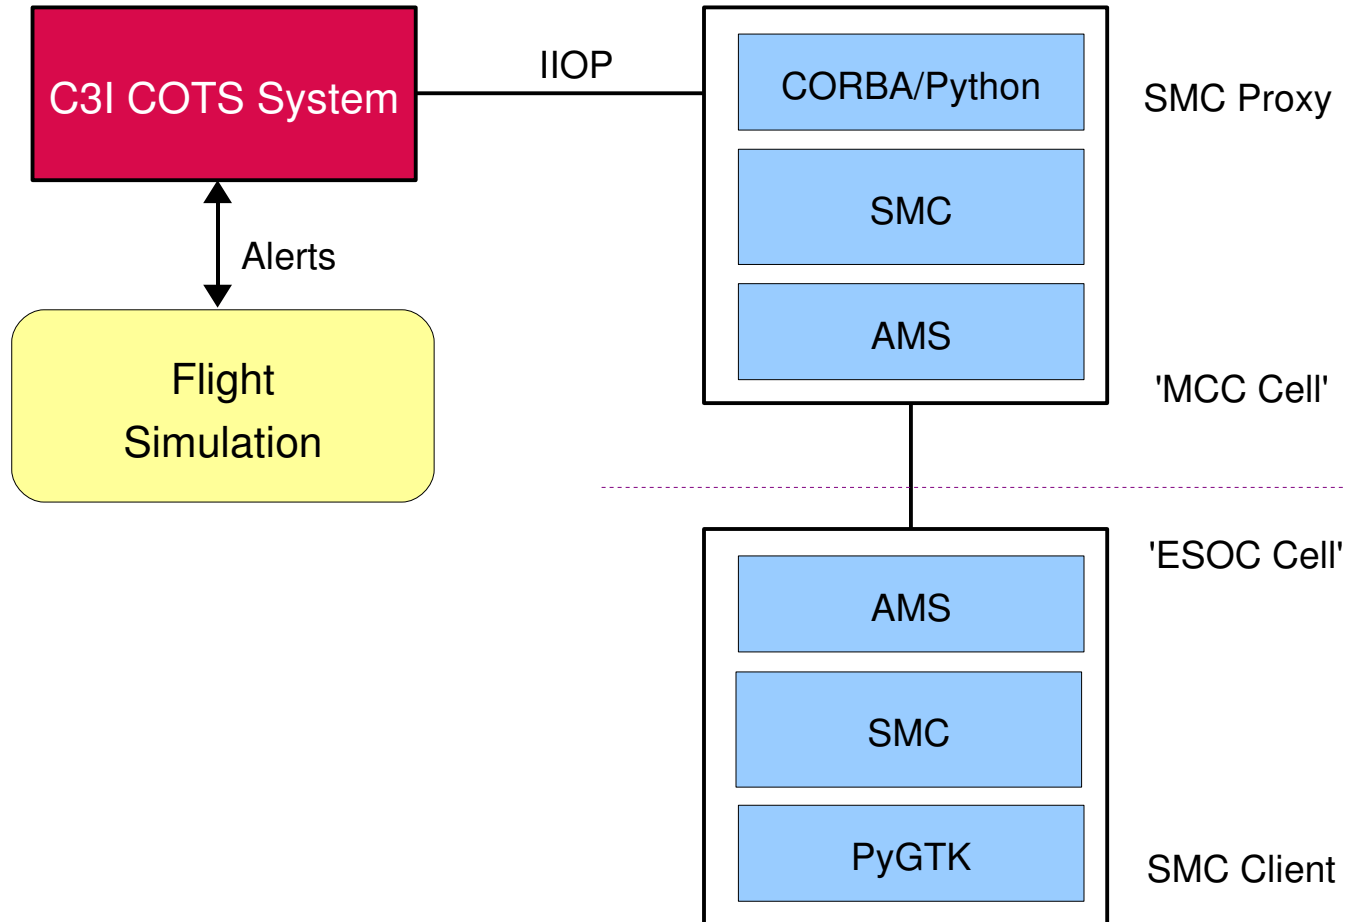 C3I COTS System
IIOP
CORBA/Python
SMC Proxy
SMC
Alerts
AMS
Flight
Simulation
'MCC Cell'
'ESOC Cell'
AMS
SMC
PyGTK
SMC Client